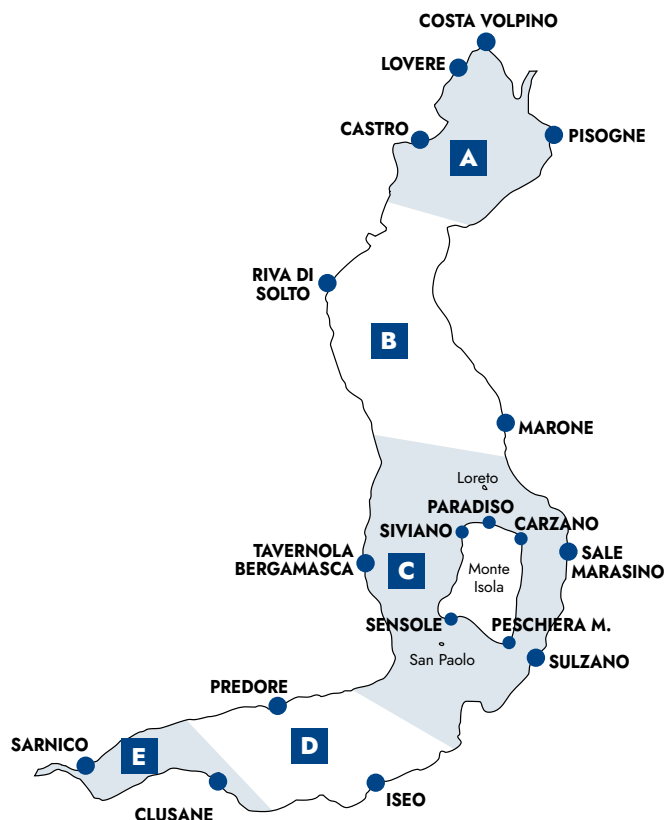 COSTA VOLPINO
LOVERE
CASTRO
PISOGNE
A
RIVA DI
SOLTO
B
MARONE
Loreto
PARADISO
SIVIANO
CARZANO
TAVERNOLA
BERGAMASCA
C
Monte
Isola
SALE
MARASINO
SENSOLE
PESCHIERA M.
San Paolo
SULZANO
PREDORE
D
SARNICO
E
ISEO
CLUSANE